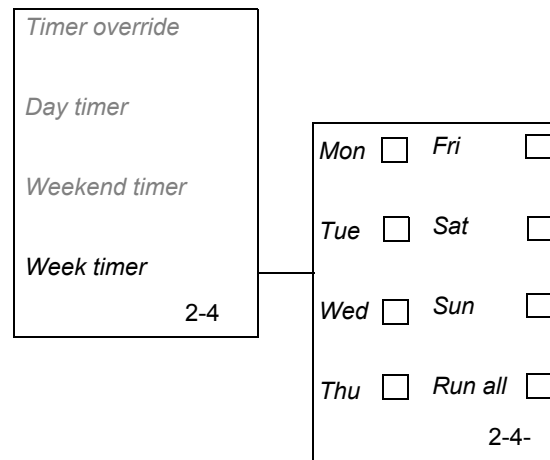 Timer override
Day timer
Weekend timer
Week timer
2-4
Mon Fri
Tue Sat
Wed Sun
Thu Run all
2-4-